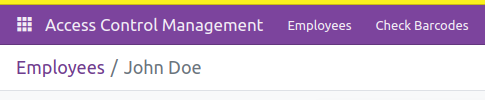 Access Control Management Employees Check Barcodes
Employees / John Doe